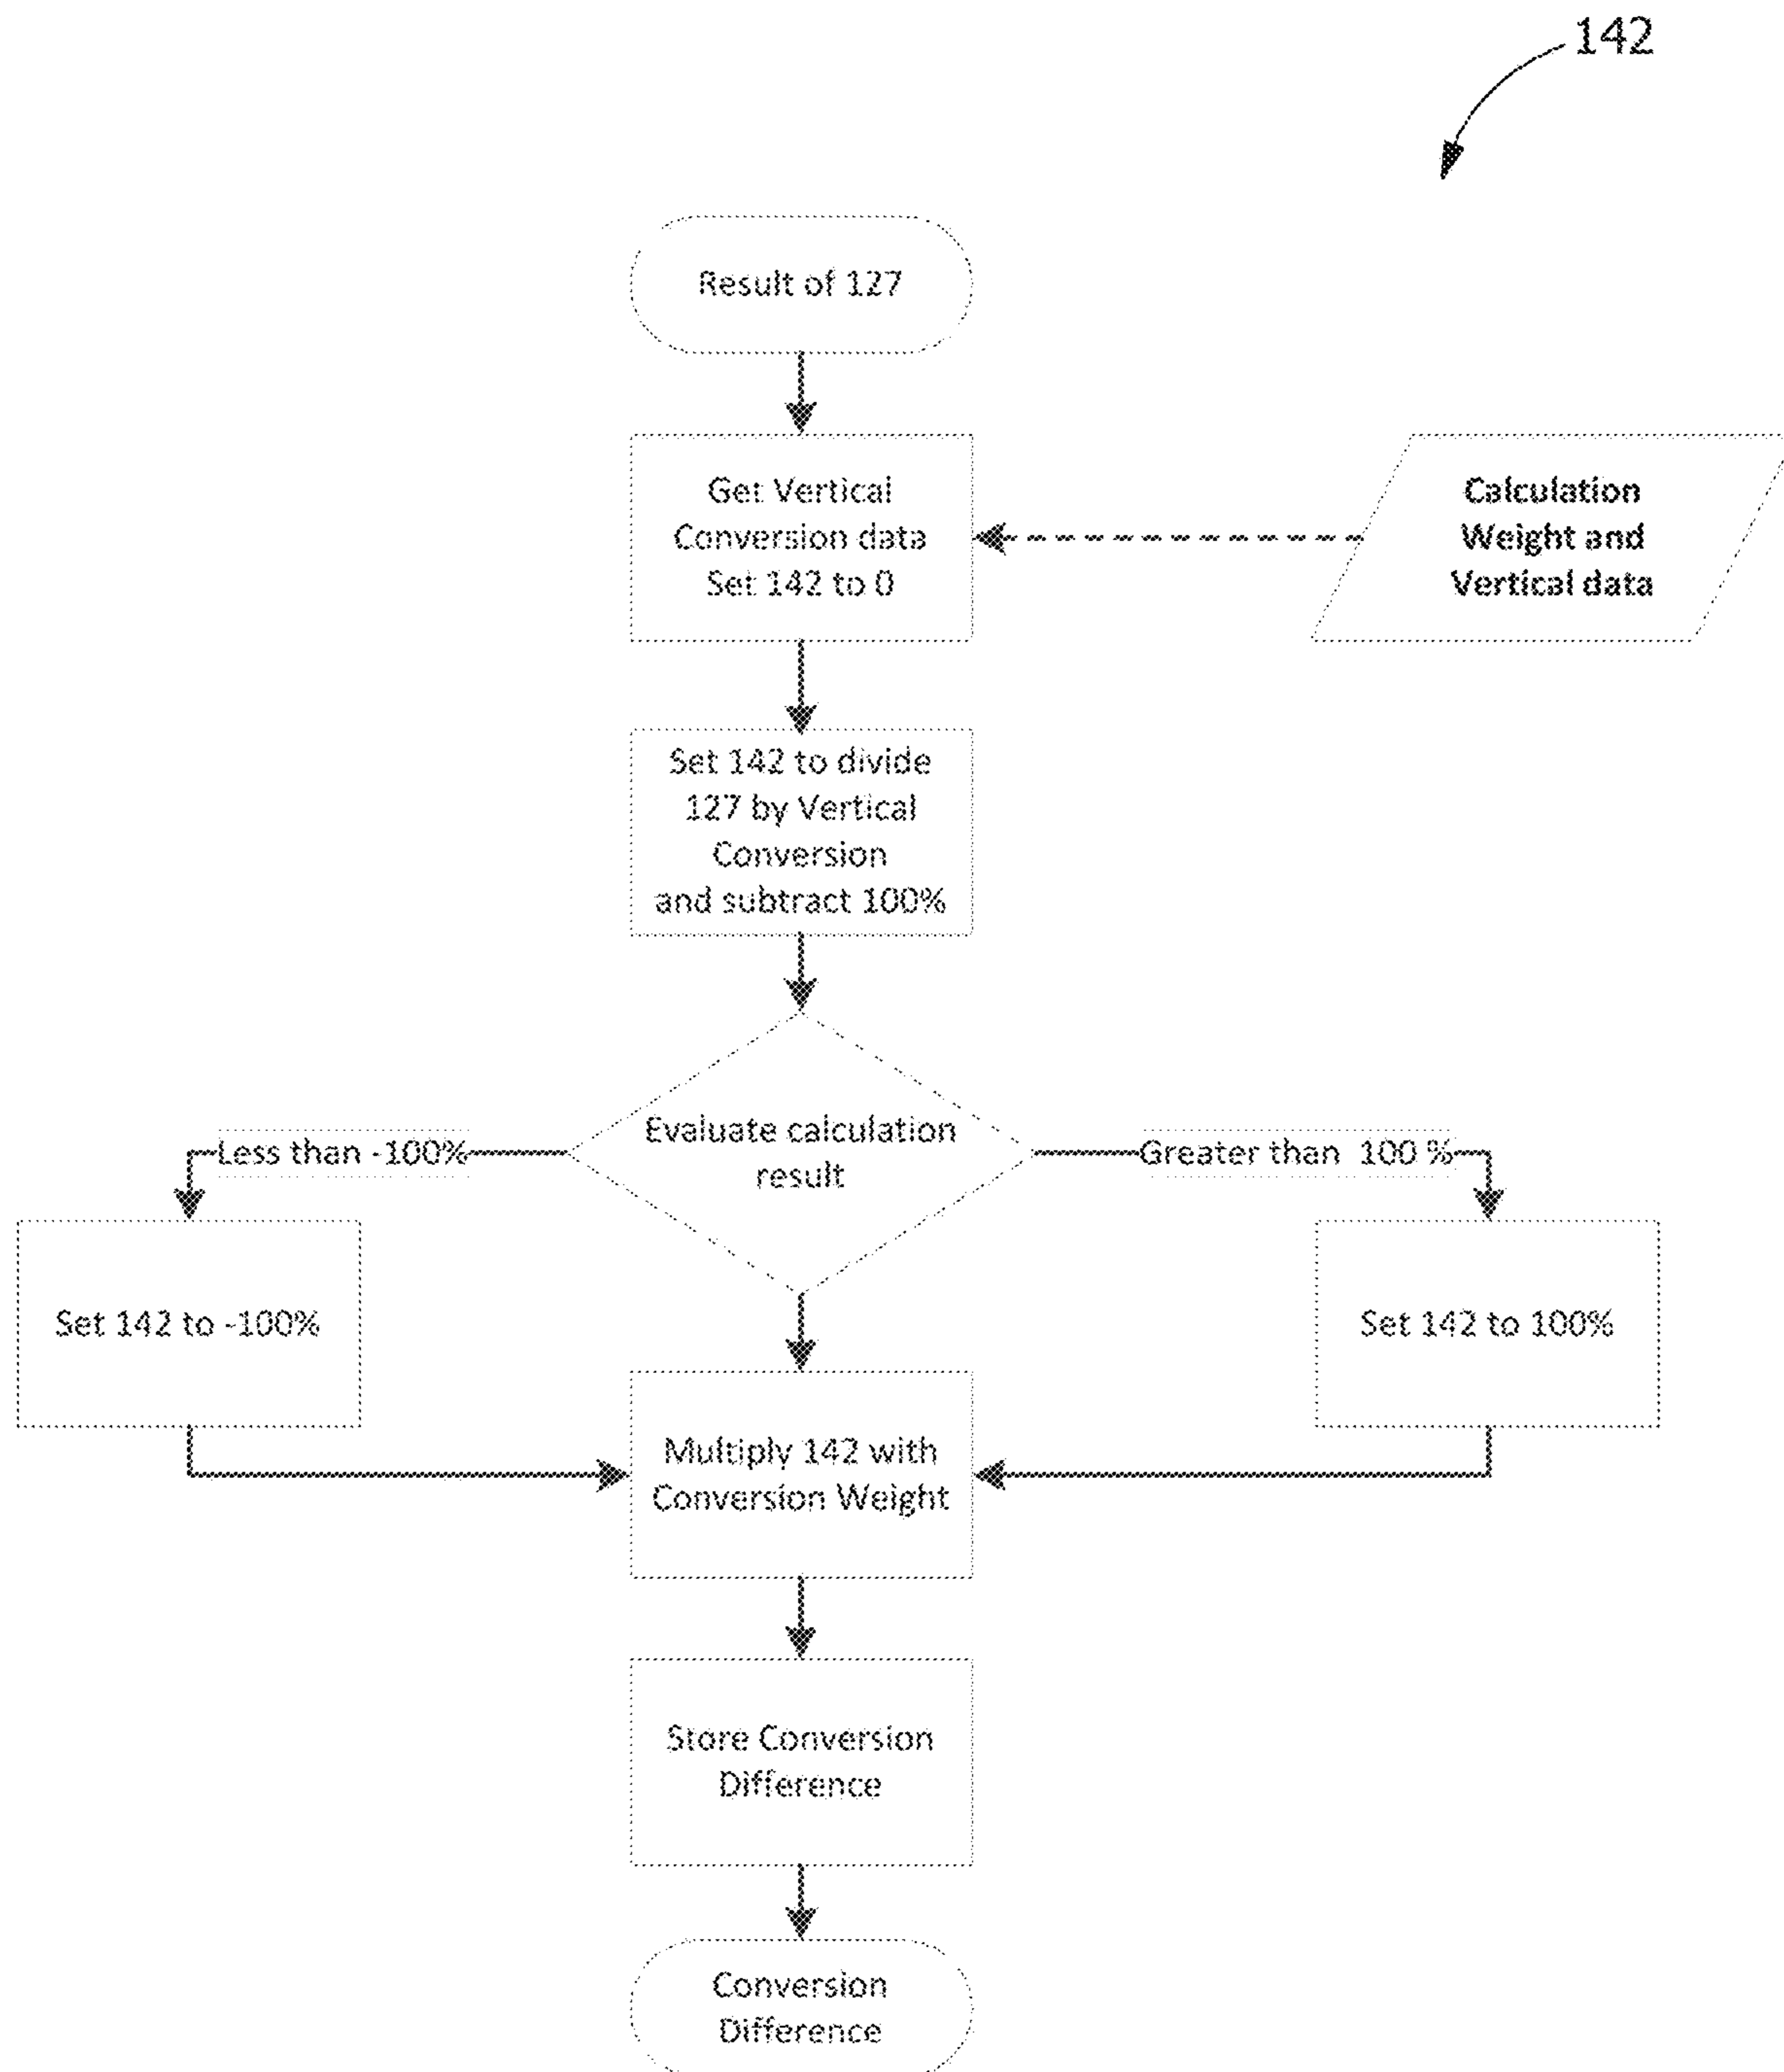 142
Result of 127
Get Vertical
Conversion data
Set 142 to 0
Calculation
Weight and
Vertical data
Set 142 to divide
127 by Vertical
Conversion
and subtract 100%
Evaluate calculation
result
Less than -100%
Greater than  100 %
Set 142 to -100%
Set 142 to 100%
Multiply 142 with
Conversion Weight
Store Conversion
Difference
Conversion
Difference